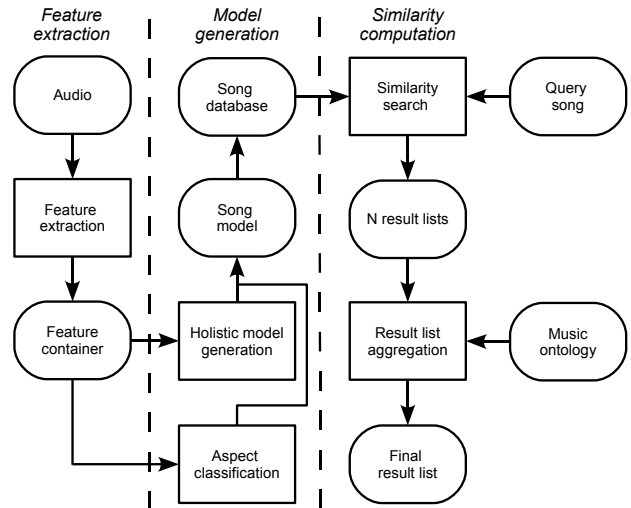 Feature
extraction
Model
generation
Similarity
computation
Audio
Song
database
Similarity
search
Query
song
Feature
extraction
Song
model
N result lists
Feature
container
Holistic model
generation
Result list
aggregation
Music
ontology
Aspect
classification
Final
result list